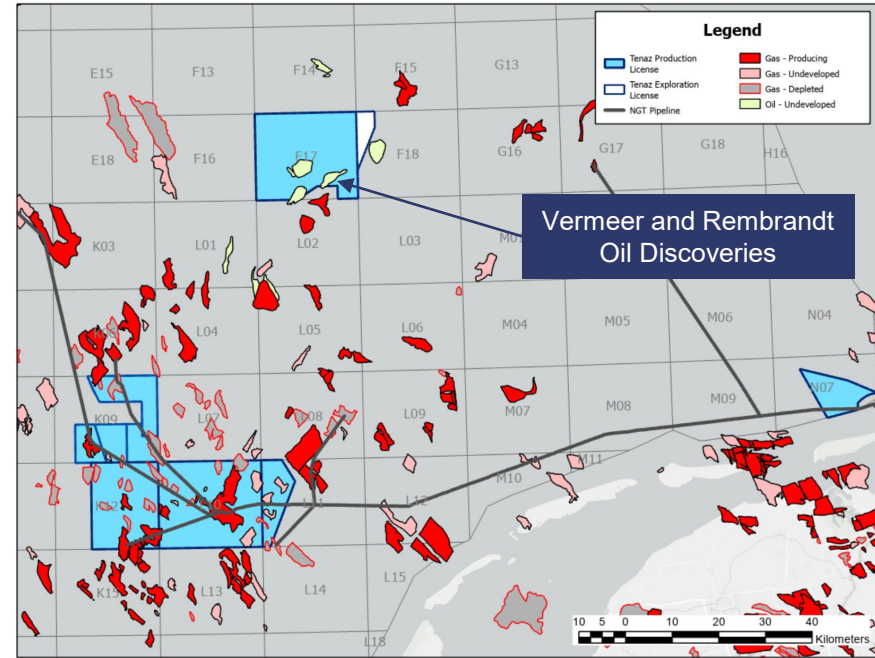 Legend
Tenaz Production
License
Tenaz Exploration
License
NGT Pipeline
Gas - Producing
Gas - Undeveloped
Gas - Depleted
Oil - Undeveloped
E15
F13
F14
F15
G13
E18
F16
F17
F18
G16
G17
G18
H16
Vermeer and Rembrandt
Oil Discoveries
K03
L01
L02
L03
L04
L05
L06
M04
M05
M06
N04
K09
L07
L08
L09
M07
M08
M09
N07
L11
L12
M10
M11
K15
L13
L14
L15
L18
10 5 0 10 20 30 40
Kilometers